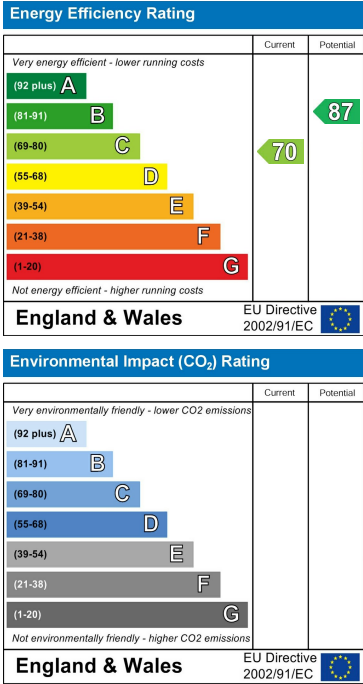 Energy Efficiency Rating
Current Potential
Very energy efficient - lower running costs
(92 plus) A
(81-91) B
87
(69-80) C
70
(55-68) D
(39-54) E
(21-38) F
(1-20) G
Not energy efficient - higher running costs
England & Wales
EU Directive
2002/91/EC
Environmental Impact (CO₂) Rating
Current Potential
Very environmentally friendly - lower CO2 emissions
(92 plus) A
(81-91) B
(69-80) C
(55-68) D
(39-54) E
(21-38) F
(1-20) G
Not environmentally friendly - higher CO2 emissions
England & Wales
EU Directive
2002/91/EC